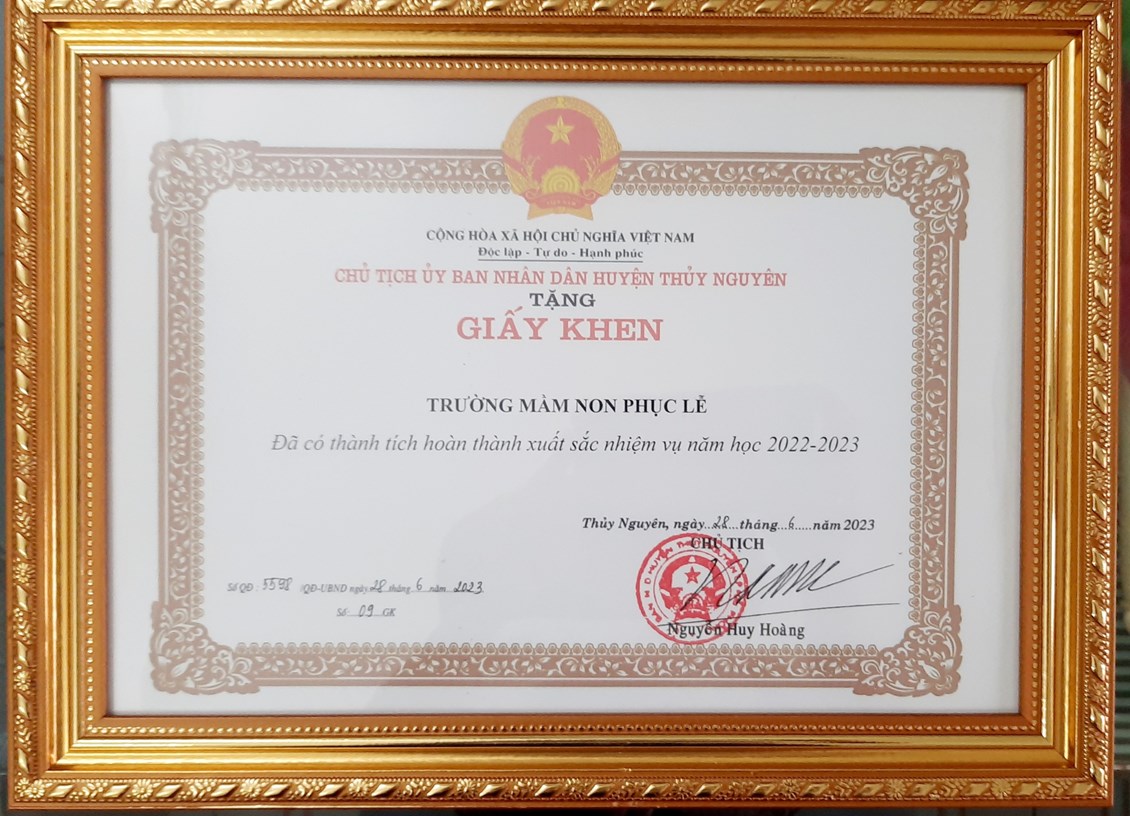 CỘNG HÒA XÃ HỘI CHỦ NGHĨA VIỆT NAM
Độc lập - Tự do - Hạnh phúc
CHỦ TỊCH ỦY BAN NHÂN DÂN HUYỆN THỦY NGUYÊN
TẶNG
GIẤY KHEN
TRƯỜNG MẦM NON PHỤC LỄ
Đã có thành tích hoàn thành xuất sắc nhiệm vụ năm học 2022-2023
Thủy Nguyên, ngày...28...tháng...6.....năm 2023
CHỦ TỊCH
Số QĐ : 5598 /QĐ-UBND ngày 28 tháng 6 năm 2023
Số: 09 GK
Nguyễn Huy Hoàng